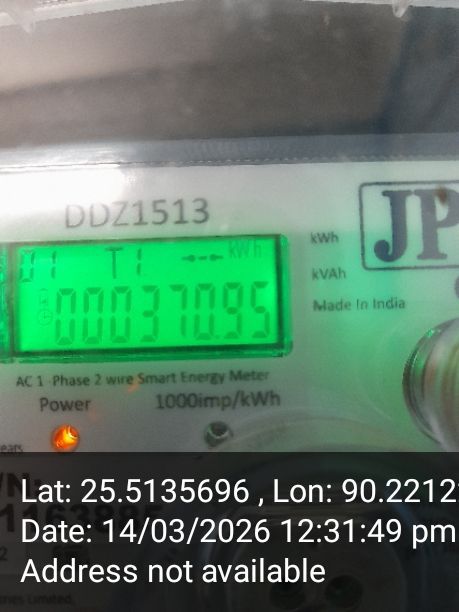 DDZ1513
JP
kWh
01 T1 kWh
kVAh
000370.95
Made In India
AC 1-Phase 2 wire Smart Energy Meter
Power 1000imp/kWh
Lat: 25.5135696 , Lon: 90.2212
Date: 14/03/2026 12:31:49 pm
Address not available